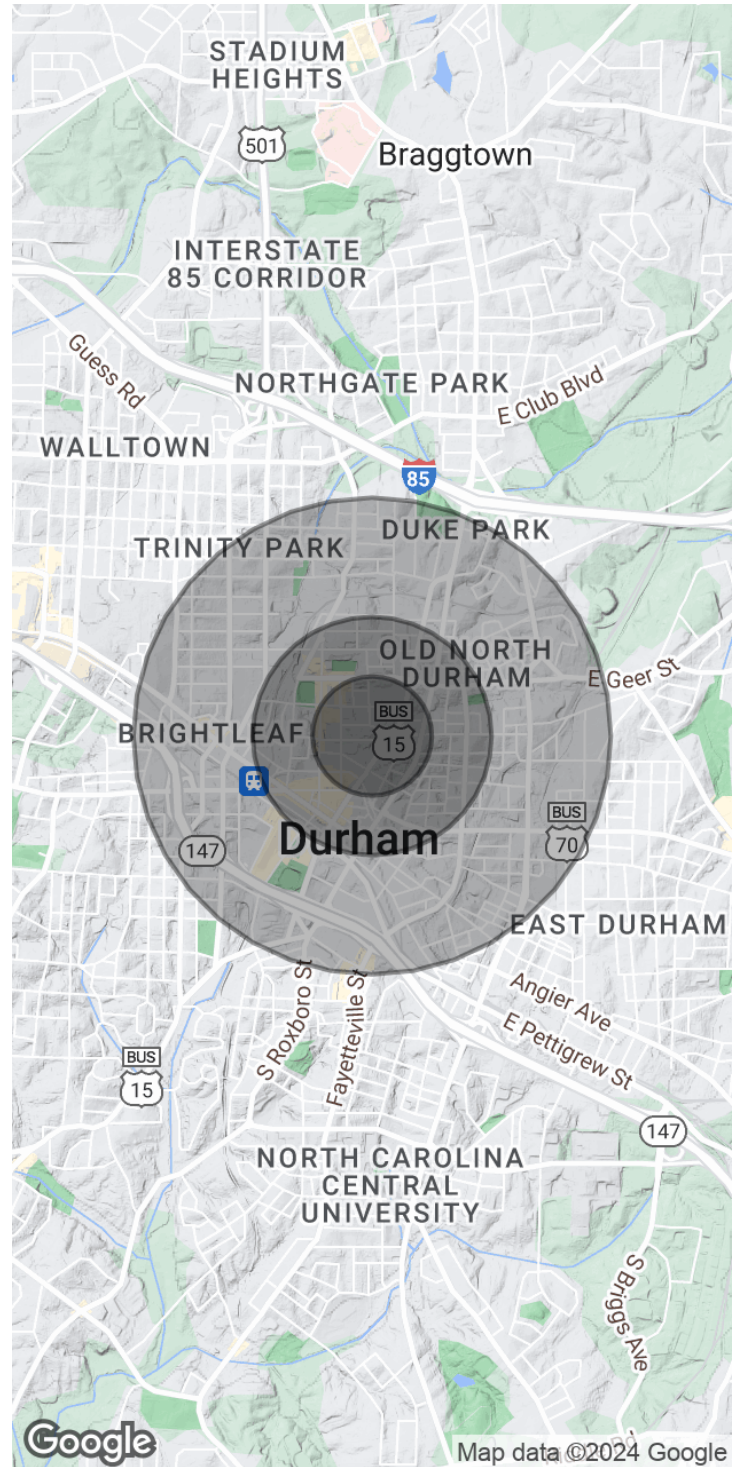 STADIUM
HEIGHTS
501
Braggtown
INTERSTATE
85 CORRIDOR
Guess Rd
NORTHGATE PARK
E Club Blvd
WALLTOWN
85
DUKE PARK
TRINITY PARK
OLD NORTH
DURHAM
E Geer St
BUS
15
BRIGHTLEAF
BUS
70
Durham
147
EAST DURHAM
Angier Ave
S Roxboro St
Fayetteville St
E Pettigrew St
BUS
15
147
NORTH CAROLINA
CENTRAL
UNIVERSITY
S Briggs Ave
Google
Map data ©2024 Google